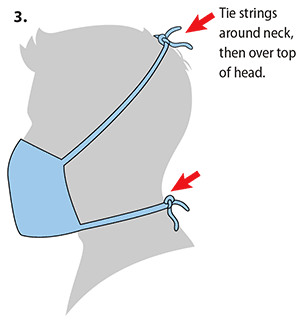 3.
Tie strings
around neck,
then over top
of head.